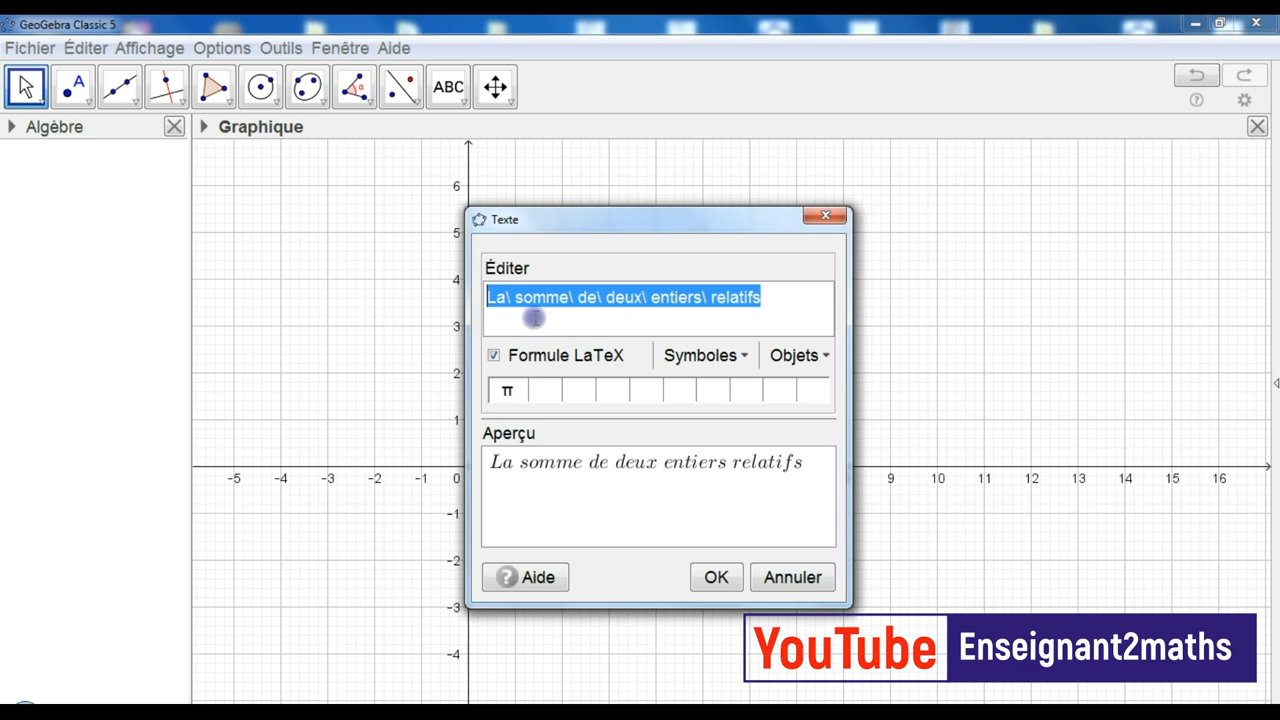 GeoGebra Classic 5
Fichier Éditer Affichage Options Outils Fenêtre Aide
A
α
ABC
Algèbre
Graphique
6
5
4
3
2
1
-5 -4 -3 -2 -1 0 9 10 11 12 13 14 15 16
-1
-2
-3
-4
Texte
Éditer
La\ somme\ de\ deux\ entiers\ relatifs
Formule LaTeX Symboles Objets
π
Aperçu
La somme de deux entiers relatifs
? Aide OK Annuler
YouTube Enseignant2maths